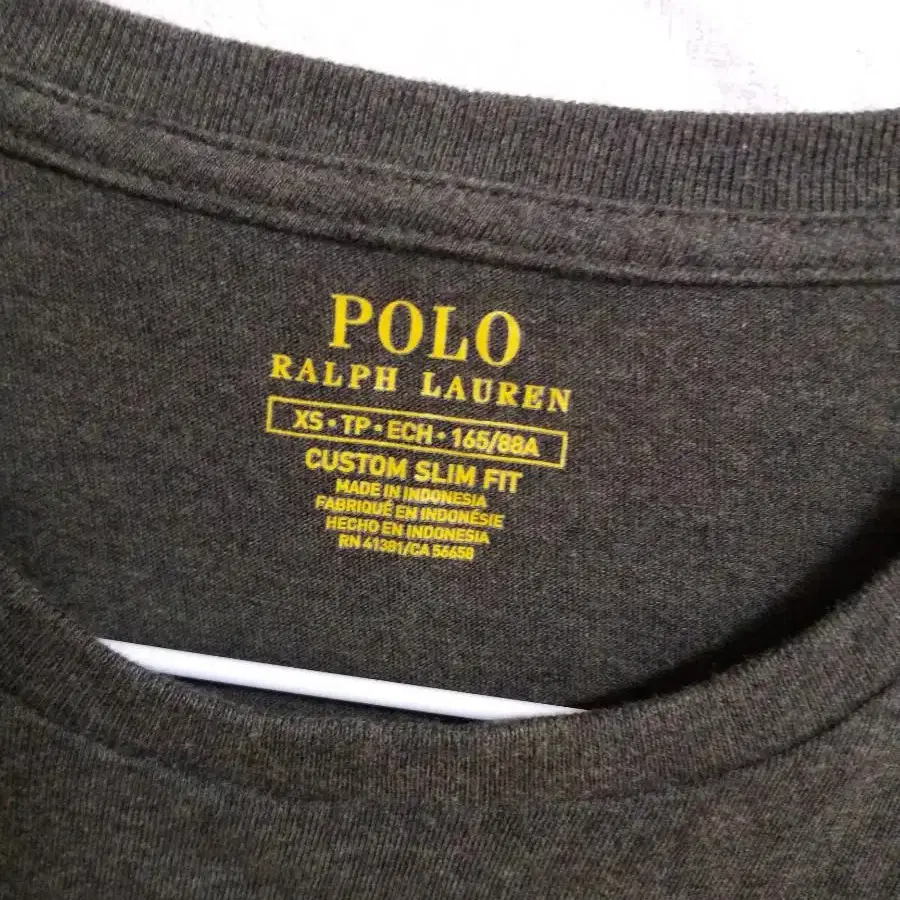 POLO
RALPH LAUREN
XS • TP • ECH • 165/88A
CUSTOM SLIM FIT
MADE IN INDONESIA
FABRIQUÉ EN INDONÉSIE
HECHO EN INDONESIA
RN 41381/CA 56658